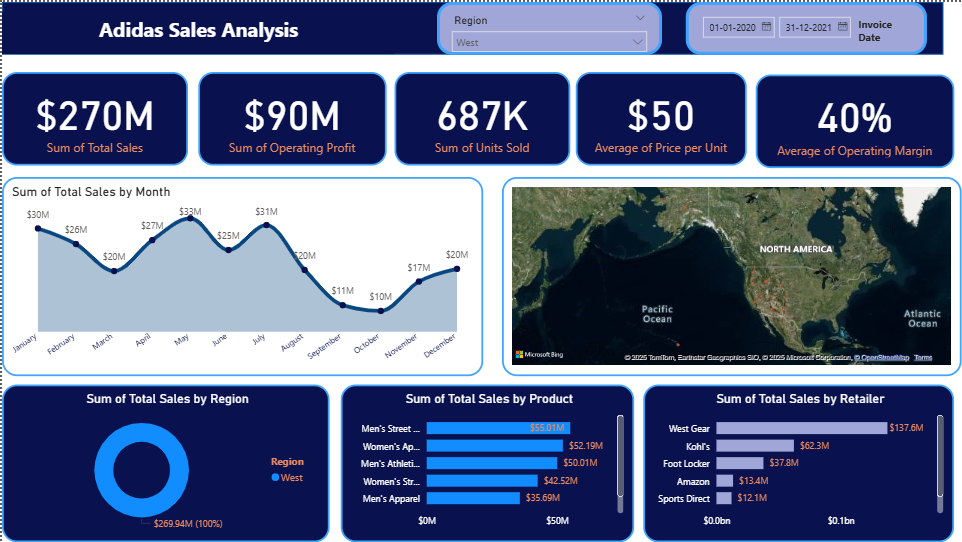 Adidas Sales Analysis
Region
West
01-01-2020
31-12-2021
Invoice
Date
$270M
Sum of Total Sales
$90M
Sum of Operating Profit
687K
Sum of Units Sold
$50
Average of Price per Unit
40%
Average of Operating Margin
Sum of Total Sales by Month
$30M
$26M
$20M
$27M
$33M
$25M
$31M
$20M
$11M
$10M
$17M
$20M
January
February
March
April
May
June
July
August
September
October
November
December
NORTH AMERICA
Pacific
Ocean
Atlantic
Ocean
Microsoft Bing
© 2025 TomTom, Earthstar Geographics SIO, © 2025 Microsoft Corporation, © OpenStreetMap Terms
Sum of Total Sales by Region
Region
West
$269.94M (100%)
Sum of Total Sales by Product
Men's Street ... $55.01M
Women's Ap... $52.19M
Men's Athleti... $50.01M
Women's Str... $42.52M
Men's Apparel $35.69M
$0M $50M
Sum of Total Sales by Retailer
West Gear $137.6M
Kohl's $62.3M
Foot Locker $37.8M
Amazon $13.4M
Sports Direct $12.1M
$0.0bn $0.1bn